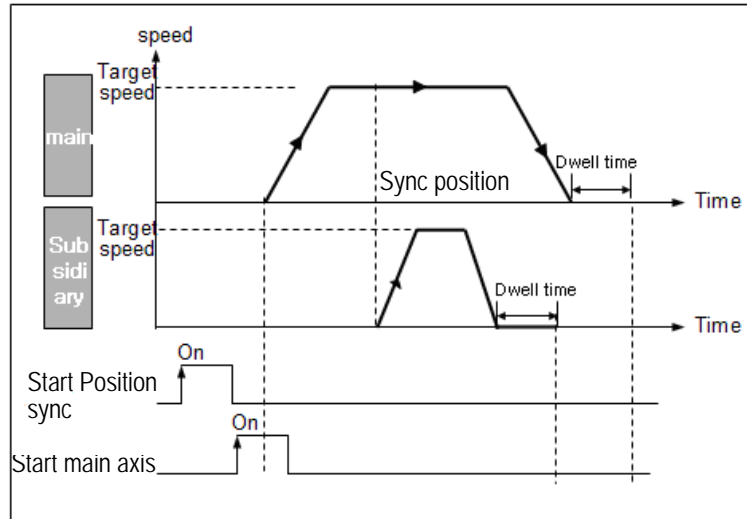 speed
Target
speed
main
Dwell time
Sync position
Time
Target
speed
Sub
sidi
ary
Dwell time
Time
On
Start Position
sync
On
Start main axis